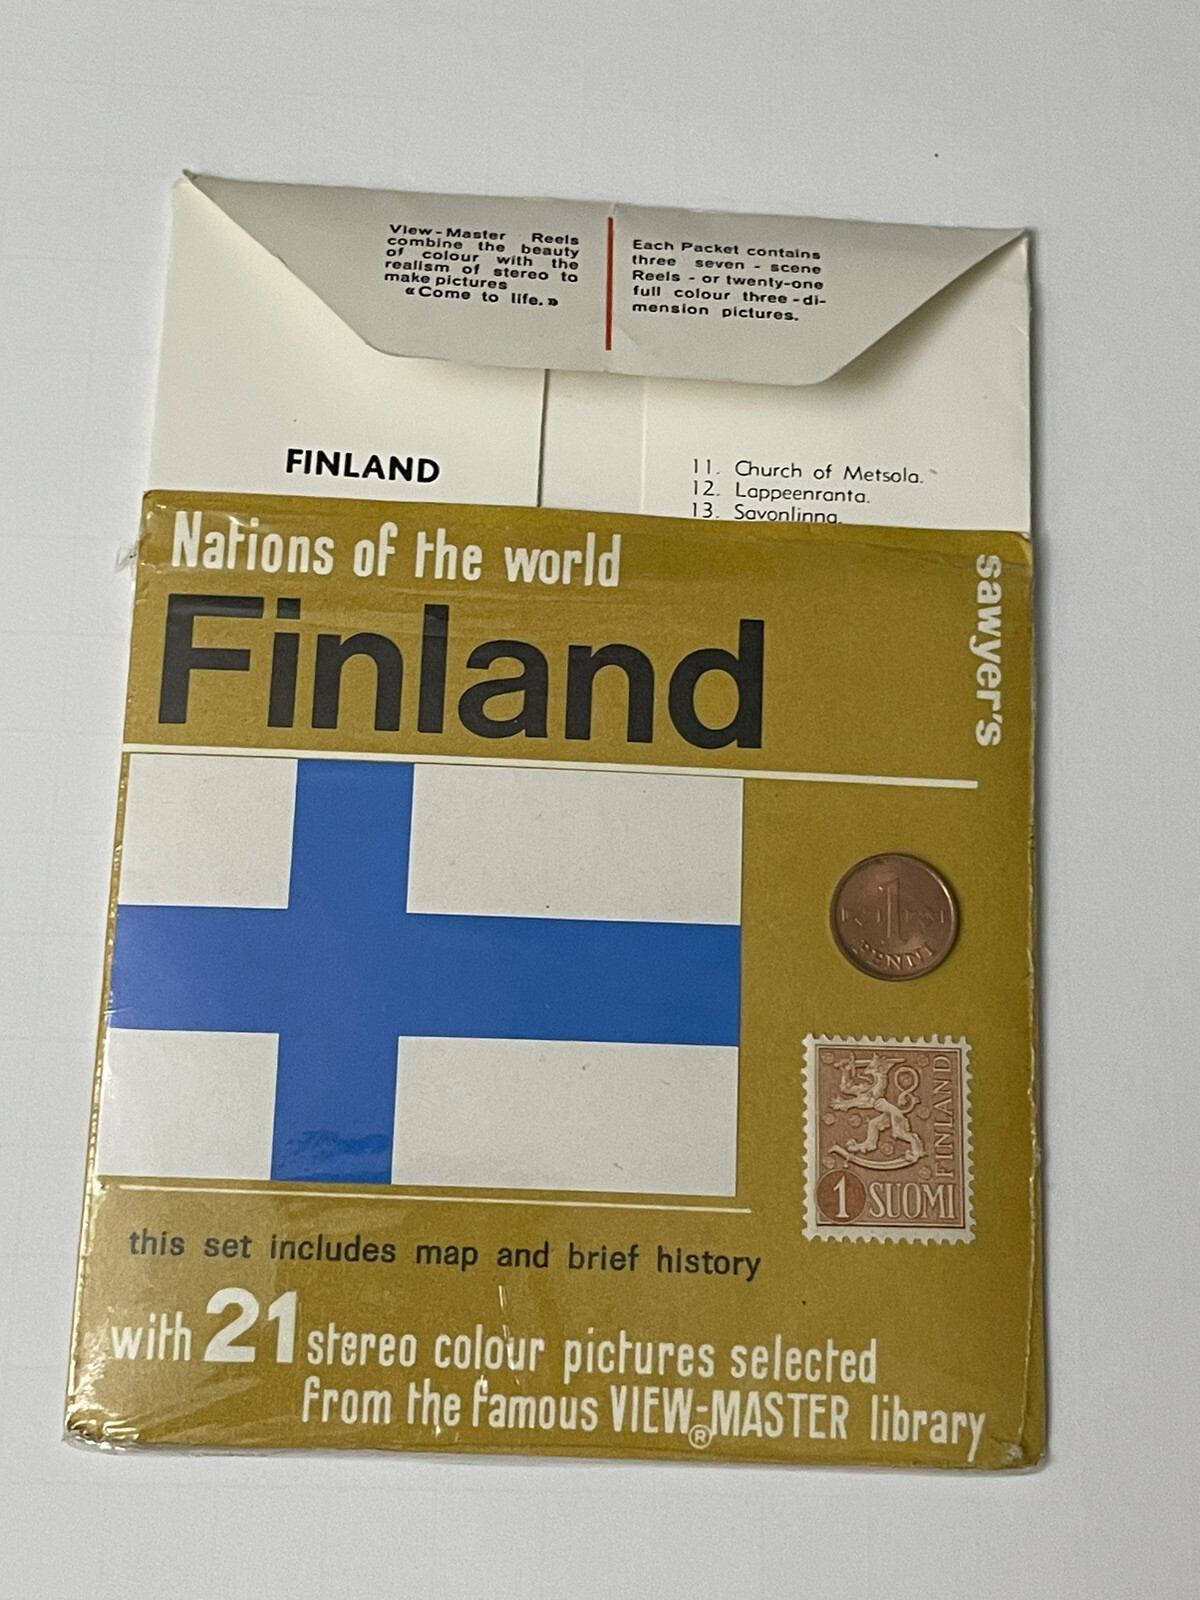 View-Master Reels
combine the beauty
of colour with the
realism of stereo to
make pictures
«Come to life.»
Each Packet contains
three seven - scene
Reels - or twenty-one
full colour three-di-
mension pictures.
FINLAND
11. Church of Metsola.
12. Lappeenranta.
13. Savonlinna.
Nations of the world
Finland
sawyer's
1
PENNI
FINLAND
1 SUOMI
this set includes map and brief history
with 21 stereo colour pictures selected
from the famous VIEW-MASTER library
®